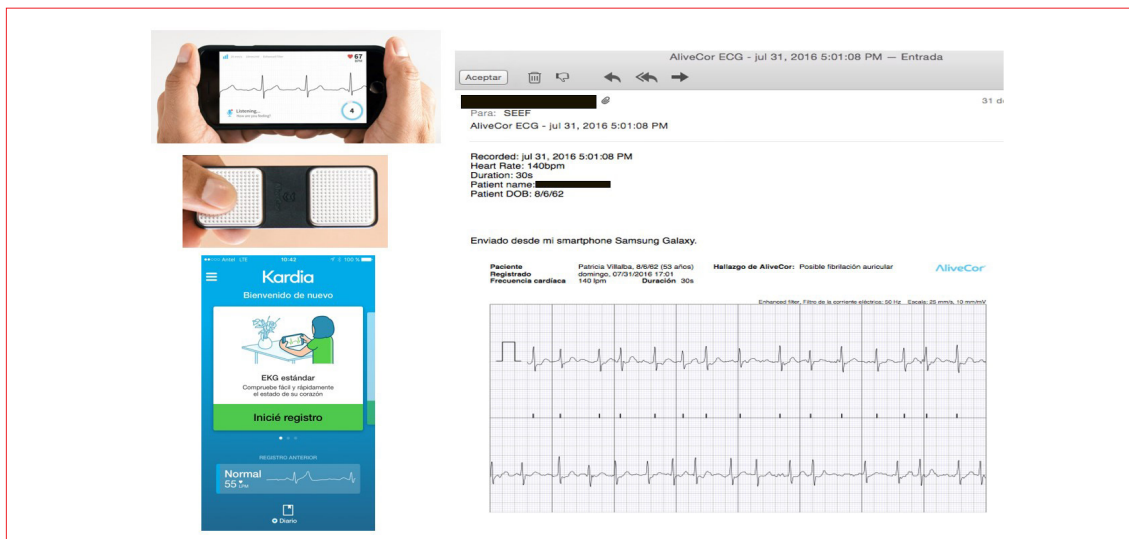 67
BPM
Listening...
How are you feeling?
4
Airtel LTE 10:42 100 %
Kardia
Bienvenido de nuevo
EKG estándar
Compruebe fácil y rápidamente
el estado de su corazón
Inicié registro
REGISTRO ANTERIOR
Normal
55 LPM
Diario
AliveCor ECG - jul 31, 2016 5:01:08 PM — Entrada
Aceptar
31 d
Para: SEEF
AliveCor ECG - jul 31, 2016 5:01:08 PM
Recorded: jul 31, 2016 5:01:08 PM
Heart Rate: 140bpm
Duration: 30s
Patient name:
Patient DOB: 8/6/62
Enviado desde mi smartphone Samsung Galaxy.
Paciente Patricia Villalba, 8/6/62 (53 años) Hallazgo de AliveCor: Posible fibrilación auricular AliveCor
Registrado domingo, 07/31/2016 17:01
Frecuencia cardíaca 140 lpm Duración 30s
Enhanced filter, Filtro de la corriente eléctrica: 50 Hz Escala: 25 mm/s, 10 mm/mV